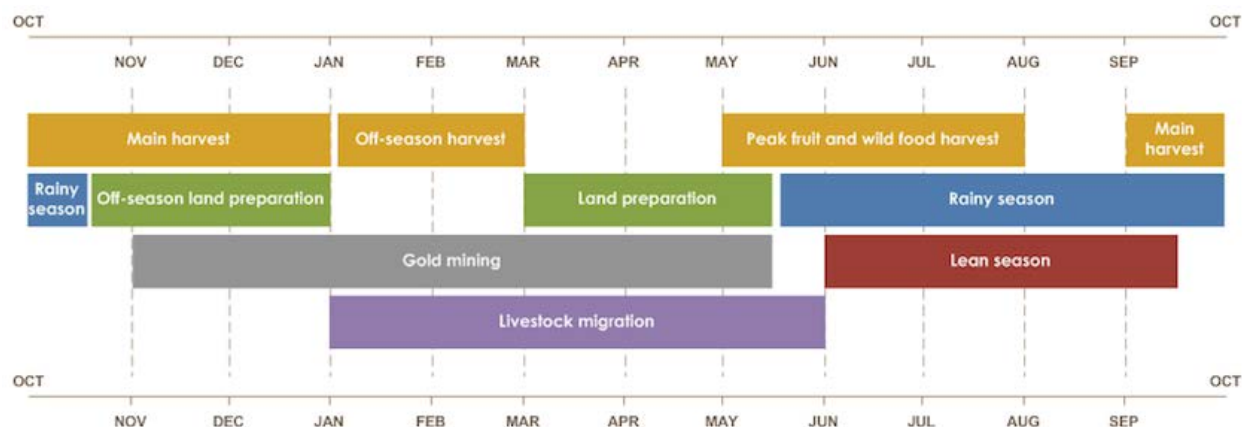 OCT OCT
NOV DEC JAN FEB MAR APR MAY JUN JUL AUG SEP
Main harvest
Off-season harvest
Peak fruit and wild food harvest
Main
harvest
Rainy
season
Off-season land preparation
Land preparation
Rainy season
Gold mining
Lean season
Livestock migration
OCT OCT
NOV DEC JAN FEB MAR APR MAY JUN JUL AUG SEP